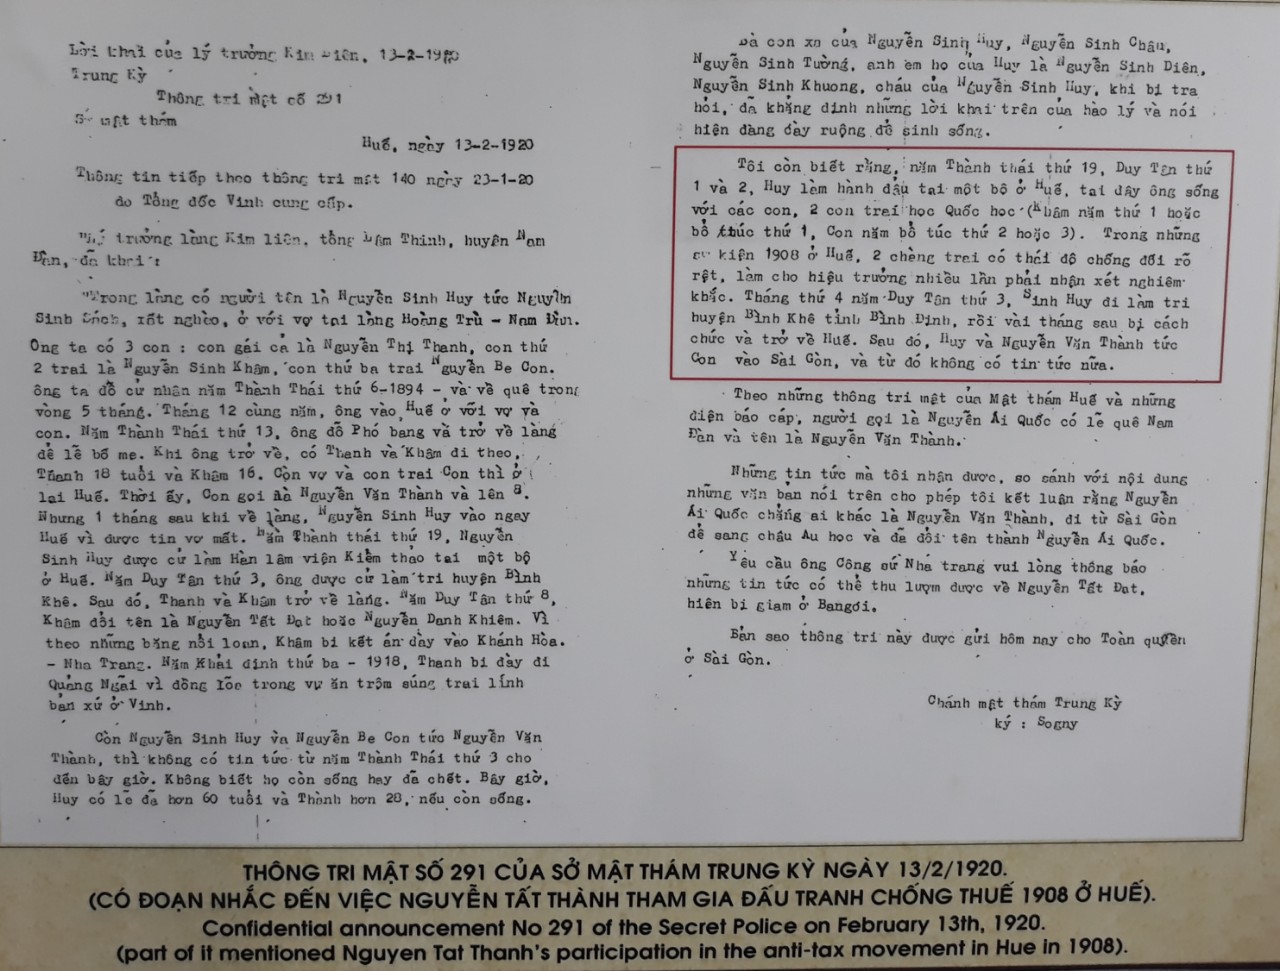 Lời khai của lý trưởng Kim Liên, 13-2-1920
Trung Kỳ
Thông tri mật số 291
Sở mật thám
Huế, ngày 13-2-1920
Thông tin tiếp theo thông tri mật 140 ngày 23-1-20
do Tổng đốc Vinh cung cấp.
"Lý trưởng làng Kim liên, tổng Lâm Thịnh, huyện Nam
Đàn, đã khai :
"Trong làng có người tên là Nguyễn Sinh Huy tức Nguyễn
Sinh Sách, rất nghèo, ở với vợ tại làng Hoàng Trù - Nam Đàn.
Ông ta có 3 con : con gái cả là Nguyễn Thị Thanh, con thứ
2 trai là Nguyễn Sinh Khậm, con thứ ba trai Nguyễn Be Con.
ông ta đỗ cử nhân năm Thành Thái thứ 6-1894 - và về quê trong
vòng 5 tháng. Tháng 12 cùng năm, ông vào Huế ở với vợ và
con. Năm Thành Thái thứ 13, ông đỗ Phó bảng và trở về làng
để lễ bố mẹ. Khi ông trở về, có Thanh và Khậm đi theo,
Thanh 18 tuổi và Khậm 16. Còn vợ và con trai Con thì ở
lại Huế. Thời ấy, Con gọi là Nguyễn Văn Thành và lên 8.
Nhưng 1 tháng sau khi về làng, Nguyễn Sinh Huy vào ngay
Huế vì được tin vợ mất. Năm Thành thái thứ 19, Nguyễn
Sinh Huy được cử làm Hàn lâm viện Kiểm thảo tại một bộ
ở Huế. Năm Duy Tân thứ 3, ông được cử làm tri huyện Bình
Khê. Sau đó, Thanh và Khậm trở về làng. Năm Duy Tân thứ 8,
Khậm đổi tên là Nguyễn Tất Đạt hoặc Nguyễn Danh Khiêm. Vì
theo những băng nổi loạn, Khậm bị kết án đày vào Khánh Hòa.
- Nha Trang. Năm Khải định thứ ba - 1918, Thanh bị đày đi
Quảng Ngãi vì đồng lõa trong vụ ăn trộm súng trại lính
bản xứ ở Vinh.
Còn Nguyễn Sinh Huy và Nguyễn Be Con tức Nguyễn Văn
Thành, thì không có tin tức từ năm Thành Thái thứ 3 cho
đến bây giờ. Không biết họ còn sống hay đã chết. Bây giờ,
Huy có lẽ đã hơn 60 tuổi và Thành hơn 28, nếu còn sống.
Bà con xa của Nguyễn Sinh Huy, Nguyễn Sinh Chậu,
Nguyễn Sinh Tường, anh em họ của Huy là Nguyễn Sinh Diên,
Nguyễn Sinh Khuong, cháu của Nguyễn Sinh Huy, khi bị tra
hỏi, đã khẳng định những lời khai trên của hào lý và nói
hiện đang cày ruộng để sinh sống.
Tôi còn biết rằng, năm Thành thái thứ 19, Duy Tân thứ
1 và 2, Huy làm hành đậu tại một bộ ở Huế, tại đây ông sống
với các con, 2 con trai học Quốc học (Khậm năm thứ 1 hoặc
bổ túc thứ 1, Con năm bổ túc thứ 2 hoặc 3). Trong những
sự kiện 1908 ở Huế, 2 chàng trai có thái độ chống đối rõ
rệt, làm cho hiệu trưởng nhiều lần phải nhận xét nghiêm
khắc. Tháng thứ 4 năm Duy Tân thứ 3, Sinh Huy đi làm tri
huyện Bình Khê tỉnh Bình Định, rồi vài tháng sau bị cách
chức và trở về Huế. Sau đó, Huy và Nguyễn Văn Thành tức
Con vào Sài Gòn, và từ đó không có tin tức nữa.
Theo những thông tri mật của Mật thám Huế và những
điện báo cáp, người gọi là Nguyễn Ái Quốc có lẽ quê Nam
Đàn và tên là Nguyễn Văn Thành.
Những tin tức mà tôi nhận được, so sánh với nội dung
những văn bản nói trên cho phép tôi kết luận rằng Nguyễn
Ái Quốc chẳng ai khác là Nguyễn Văn Thành, đi từ Sài Gòn
để sang châu Au học và đã đổi tên thành Nguyễn Ái Quốc.
Yêu cầu ông Công sứ Nha trang vui lòng thông báo
những tin tức có thể thu lượm được về Nguyễn Tất Đạt,
hiện bị giam ở Bangoi.
Bản sao thông tri này được gửi hôm nay cho Toàn quyền
ở Sài Gòn.
Chánh mật thám Trung Kỳ
ký : Sogny
THÔNG TRI MẬT SỐ 291 CỦA SỞ MẬT THÁM TRUNG KỲ NGÀY 13/2/1920.
(CÓ ĐOẠN NHẮC ĐẾN VIỆC NGUYỄN TẤT THÀNH THAM GIA ĐẤU TRANH CHỐNG THUẾ 1908 Ở HUẾ).
Confidential announcement No 291 of the Secret Police on February 13th, 1920.
(part of it mentioned Nguyen Tat Thanh's participation in the anti-tax movement in Hue in 1908).